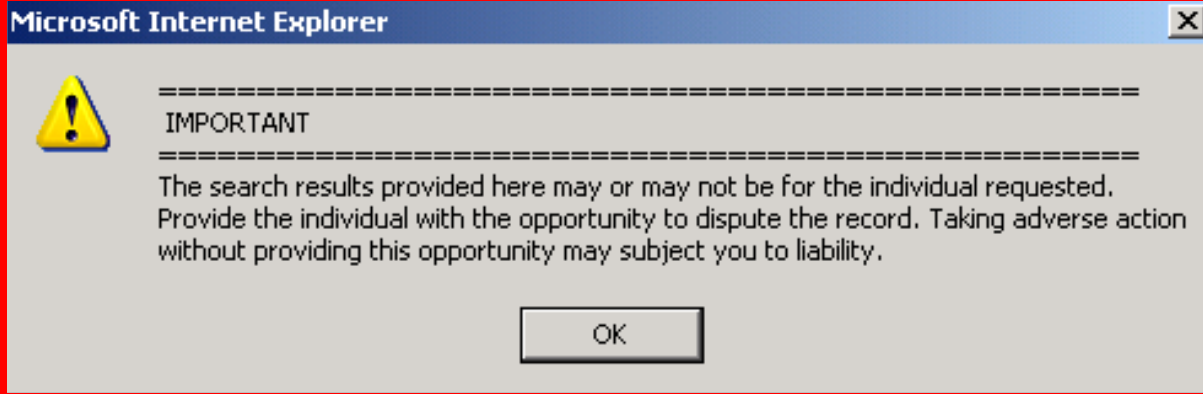 Microsoft Internet Explorer
==================================================
IMPORTANT
==================================================
The search results provided here may or may not be for the individual requested.
Provide the individual with the opportunity to dispute the record. Taking adverse action
without providing this opportunity may subject you to liability.
OK